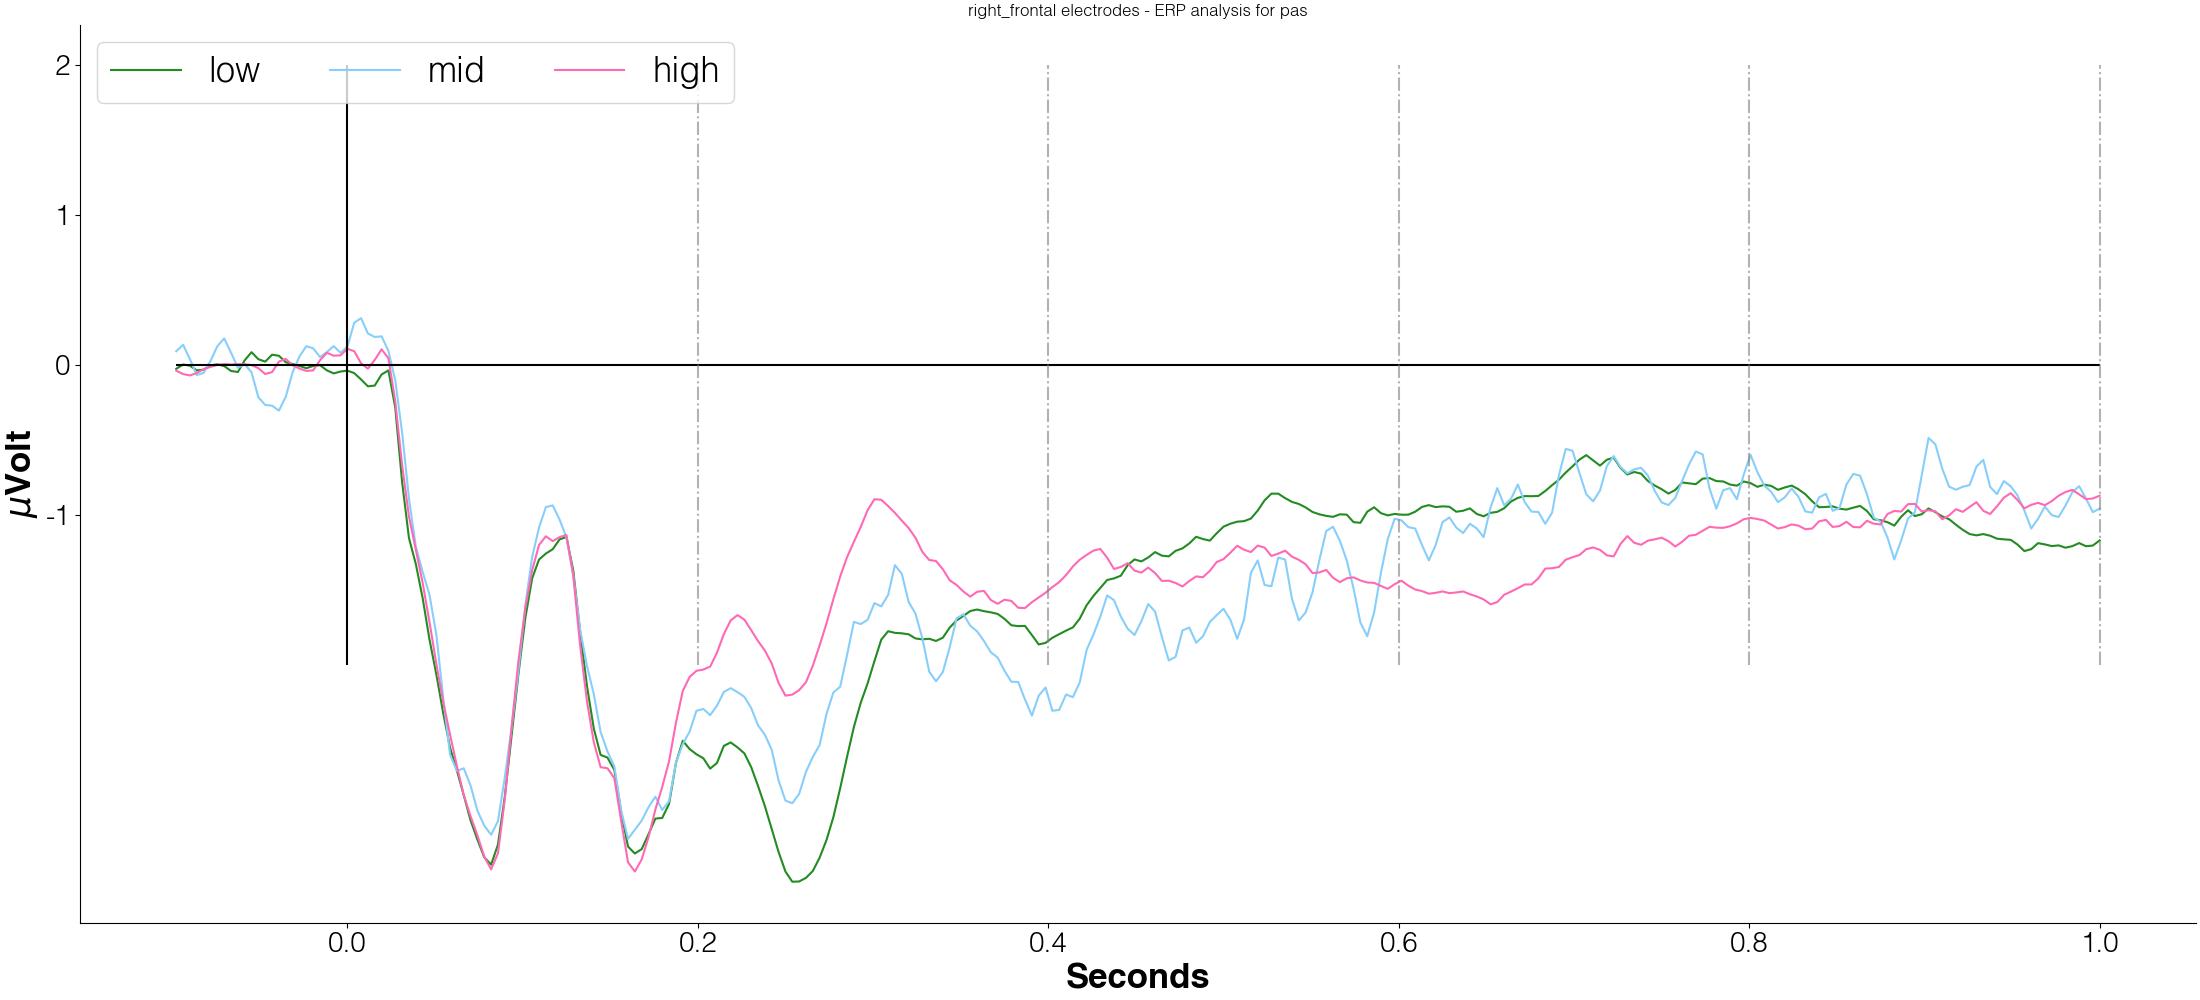 right_frontal electrodes - ERP analysis for pas
low mid high
2
1
0
-1
μVolt
0.0 0.2 0.4 0.6 0.8 1.0
Seconds